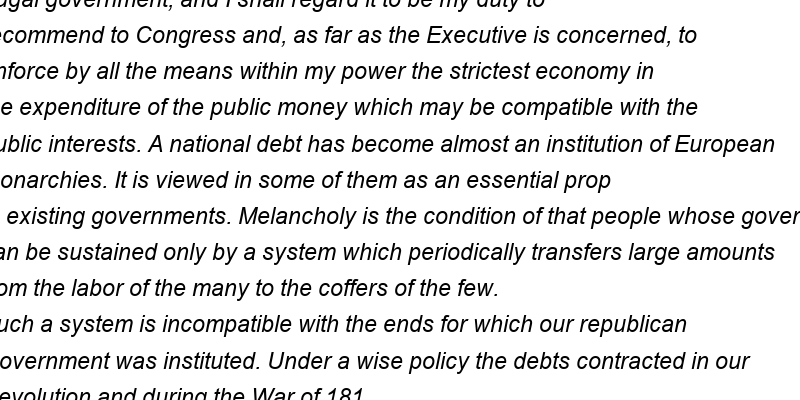 ugal government, and I shall regard it to be my duty to
ecommend to Congress and, as far as the Executive is concerned, to
nforce by all the means within my power the strictest economy in
e expenditure of the public money which may be compatible with the
ublic interests. A national debt has become almost an institution of European
onarchies. It is viewed in some of them as an essential prop
existing governments. Melancholy is the condition of that people whose gover
an be sustained only by a system which periodically transfers large amounts
om the labor of the many to the coffers of the few.
uch a system is incompatible with the ends for which our republican
overnment was instituted. Under a wise policy the debts contracted in our
evolution and during the War of 181